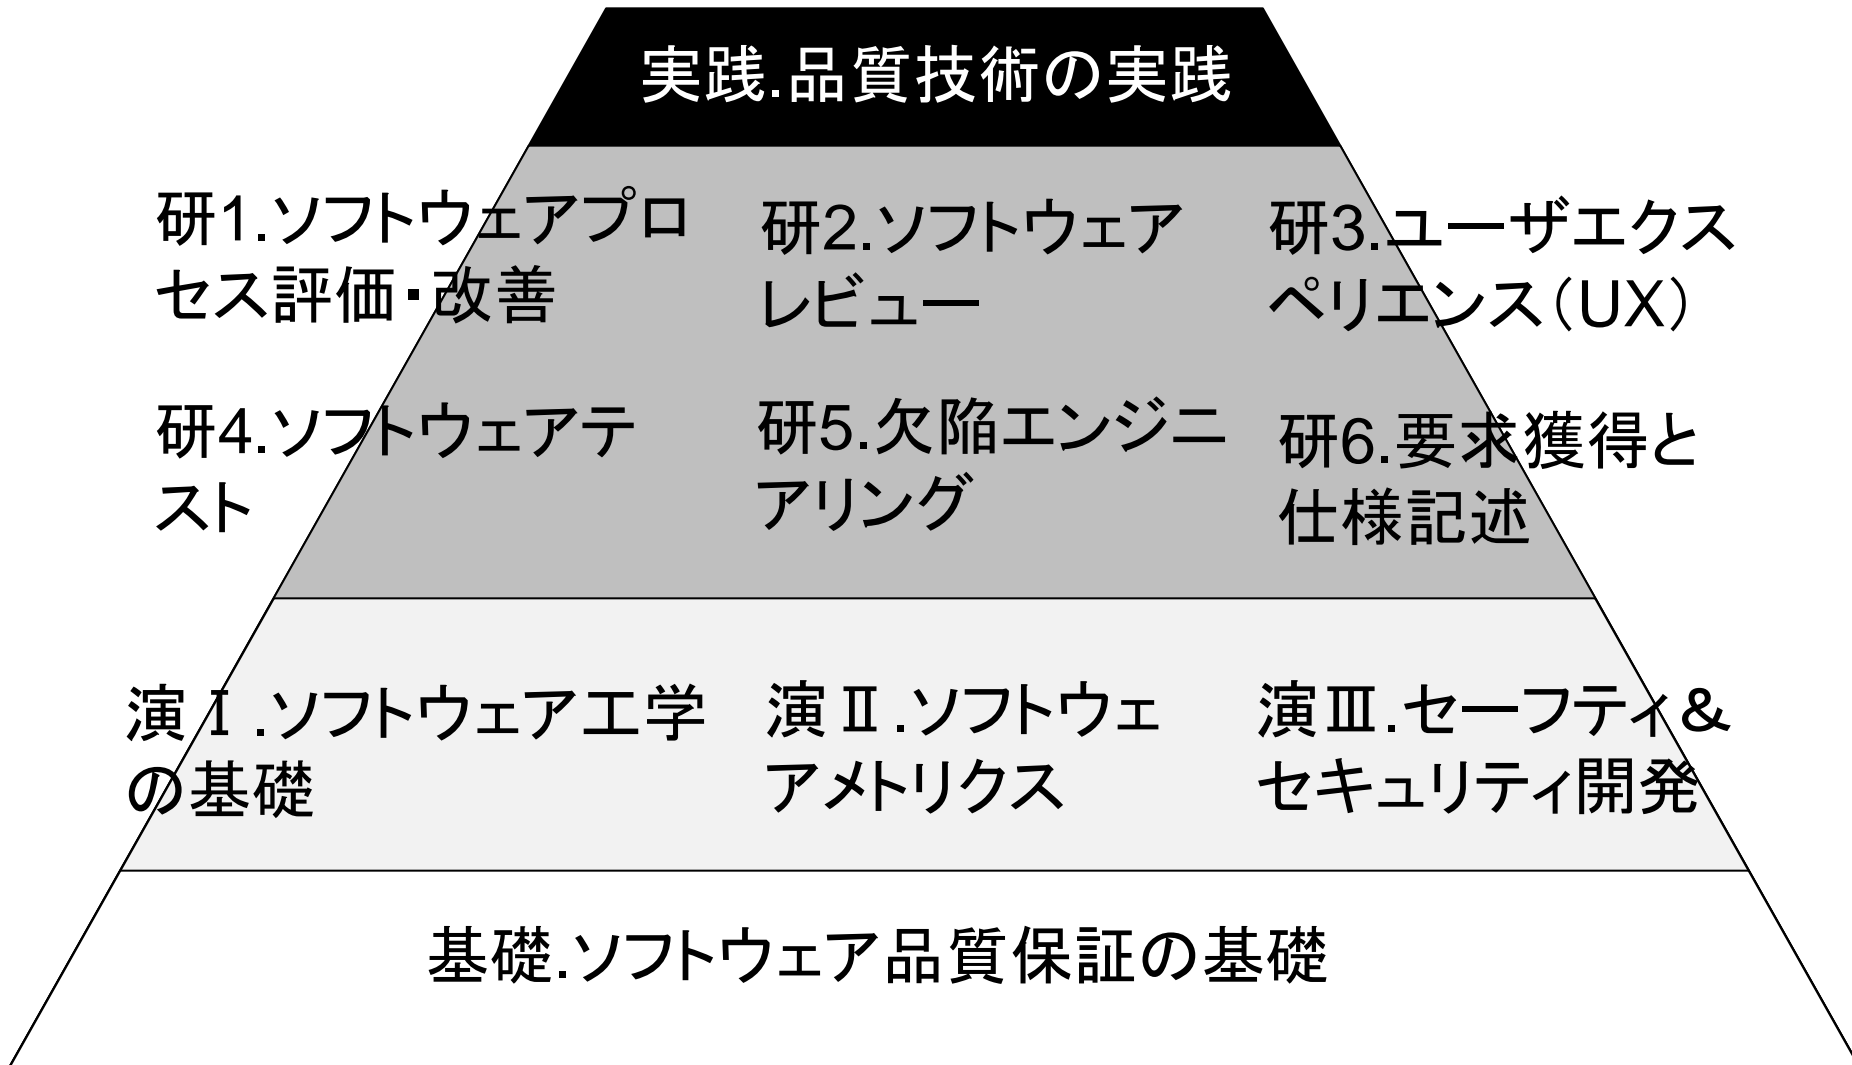 実践.品質技術の実践
研1.ソフトウェアプロ
セス評価・改善
研2.ソフトウェア
レビュー
研3.ユーザエクス
ペリエンス（UX）
研4.ソフトウェアテ
スト
研5.欠陥エンジニ
アリング
研6.要求獲得と
仕様記述
演Ⅰ.ソフトウェア工学
の基礎
演Ⅱ.ソフトウェ
アメトリクス
演Ⅲ.セーフティ&
セキュリティ開発
基礎.ソフトウェア品質保証の基礎